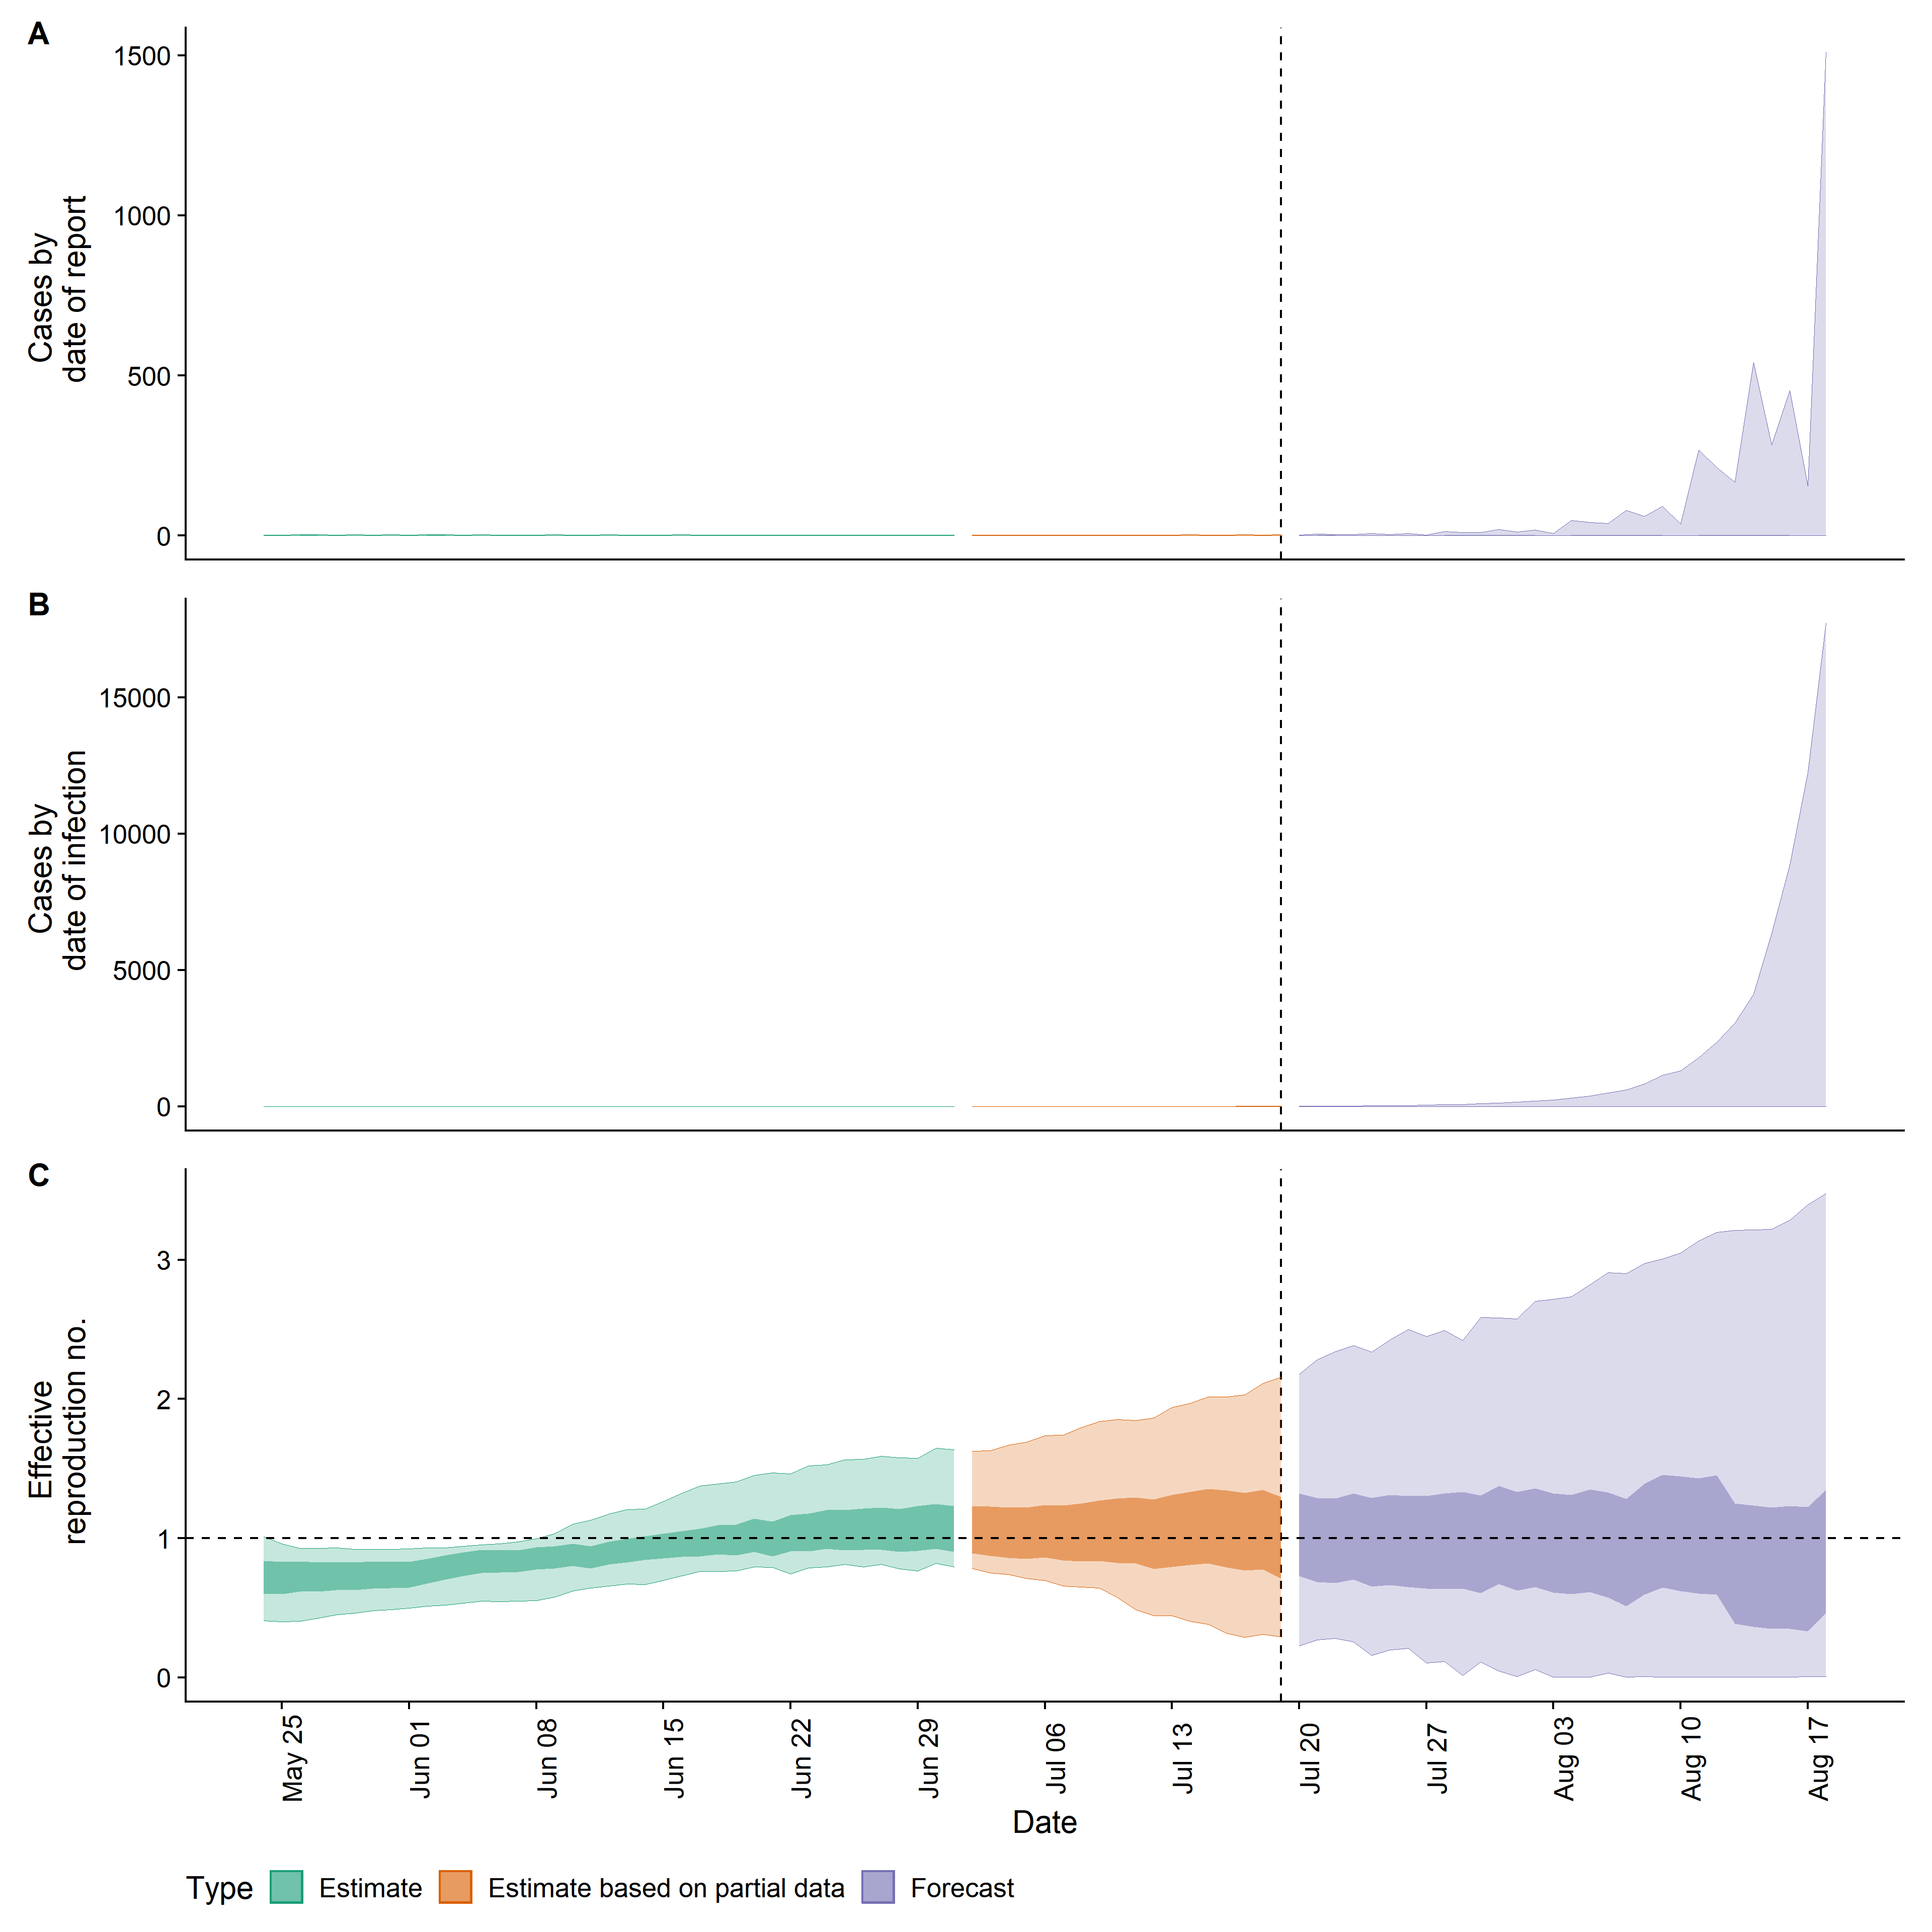 A
Cases by
date of report
1500
1000
500
0
B
Cases by
date of infection
15000
10000
5000
0
C
Effective
reproduction no.
3
2
1
0
May 25
Jun 01
Jun 08
Jun 15
Jun 22
Jun 29
Jul 06
Jul 13
Jul 20
Jul 27
Aug 03
Aug 10
Aug 17
Date
Type Estimate Estimate based on partial data Forecast